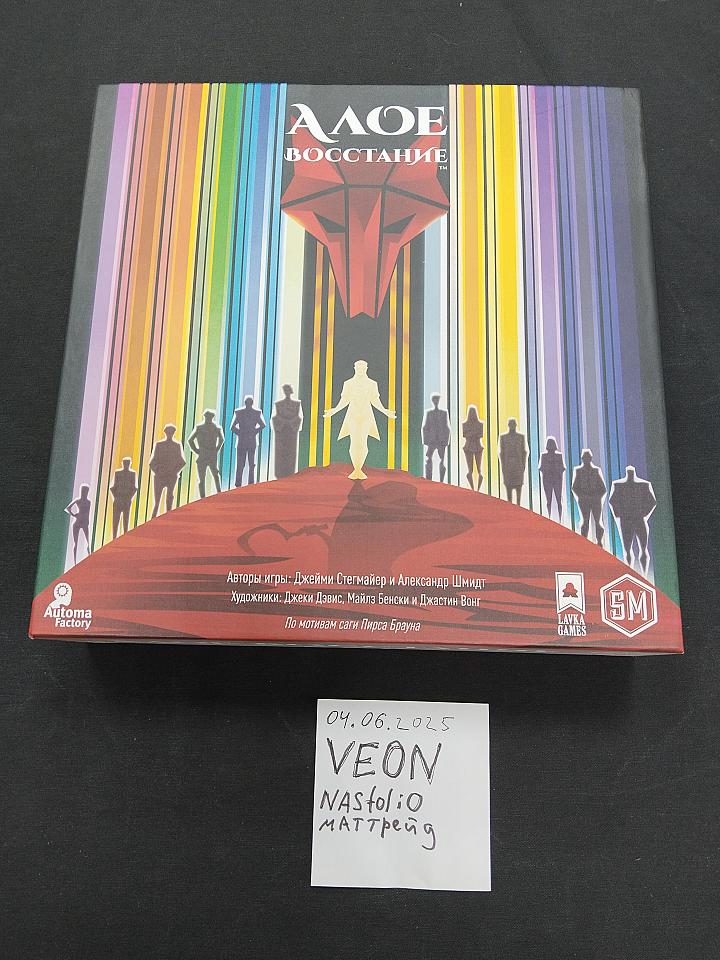 АЛОЕ
ВОССТАНИЕ
TM
Авторы игры: Джейми Стегмайер и Александр Шмидт
Художники: Джеки Дэвис, Майлз Бенски и Джастин Вонг
По мотивам саги Пирса Брауна
Automa
Factory
LAVKA
GAMES
SM
04.06.2025
VEON
NASfoliO
маттрейд